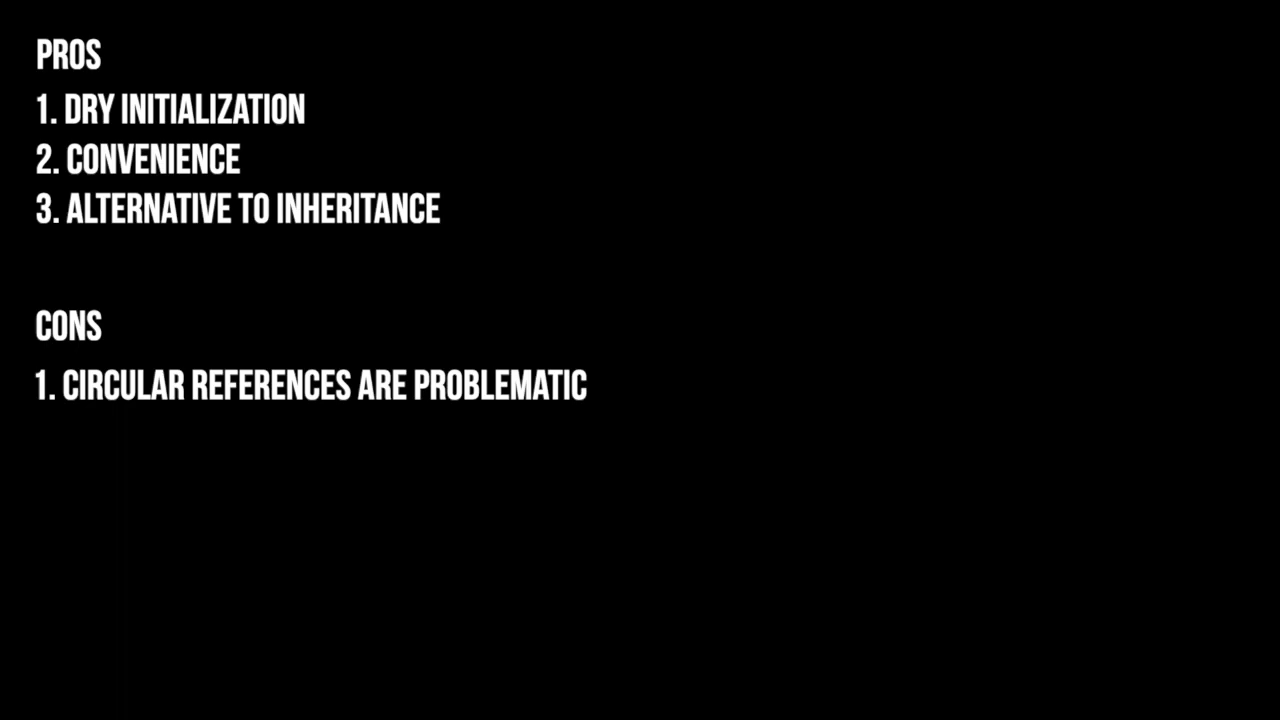 PROS
1. DRY INITIALIZATION
2. CONVENIENCE
3. ALTERNATIVE TO INHERITANCE
CONS
1. CIRCULAR REFERENCES ARE PROBLEMATIC